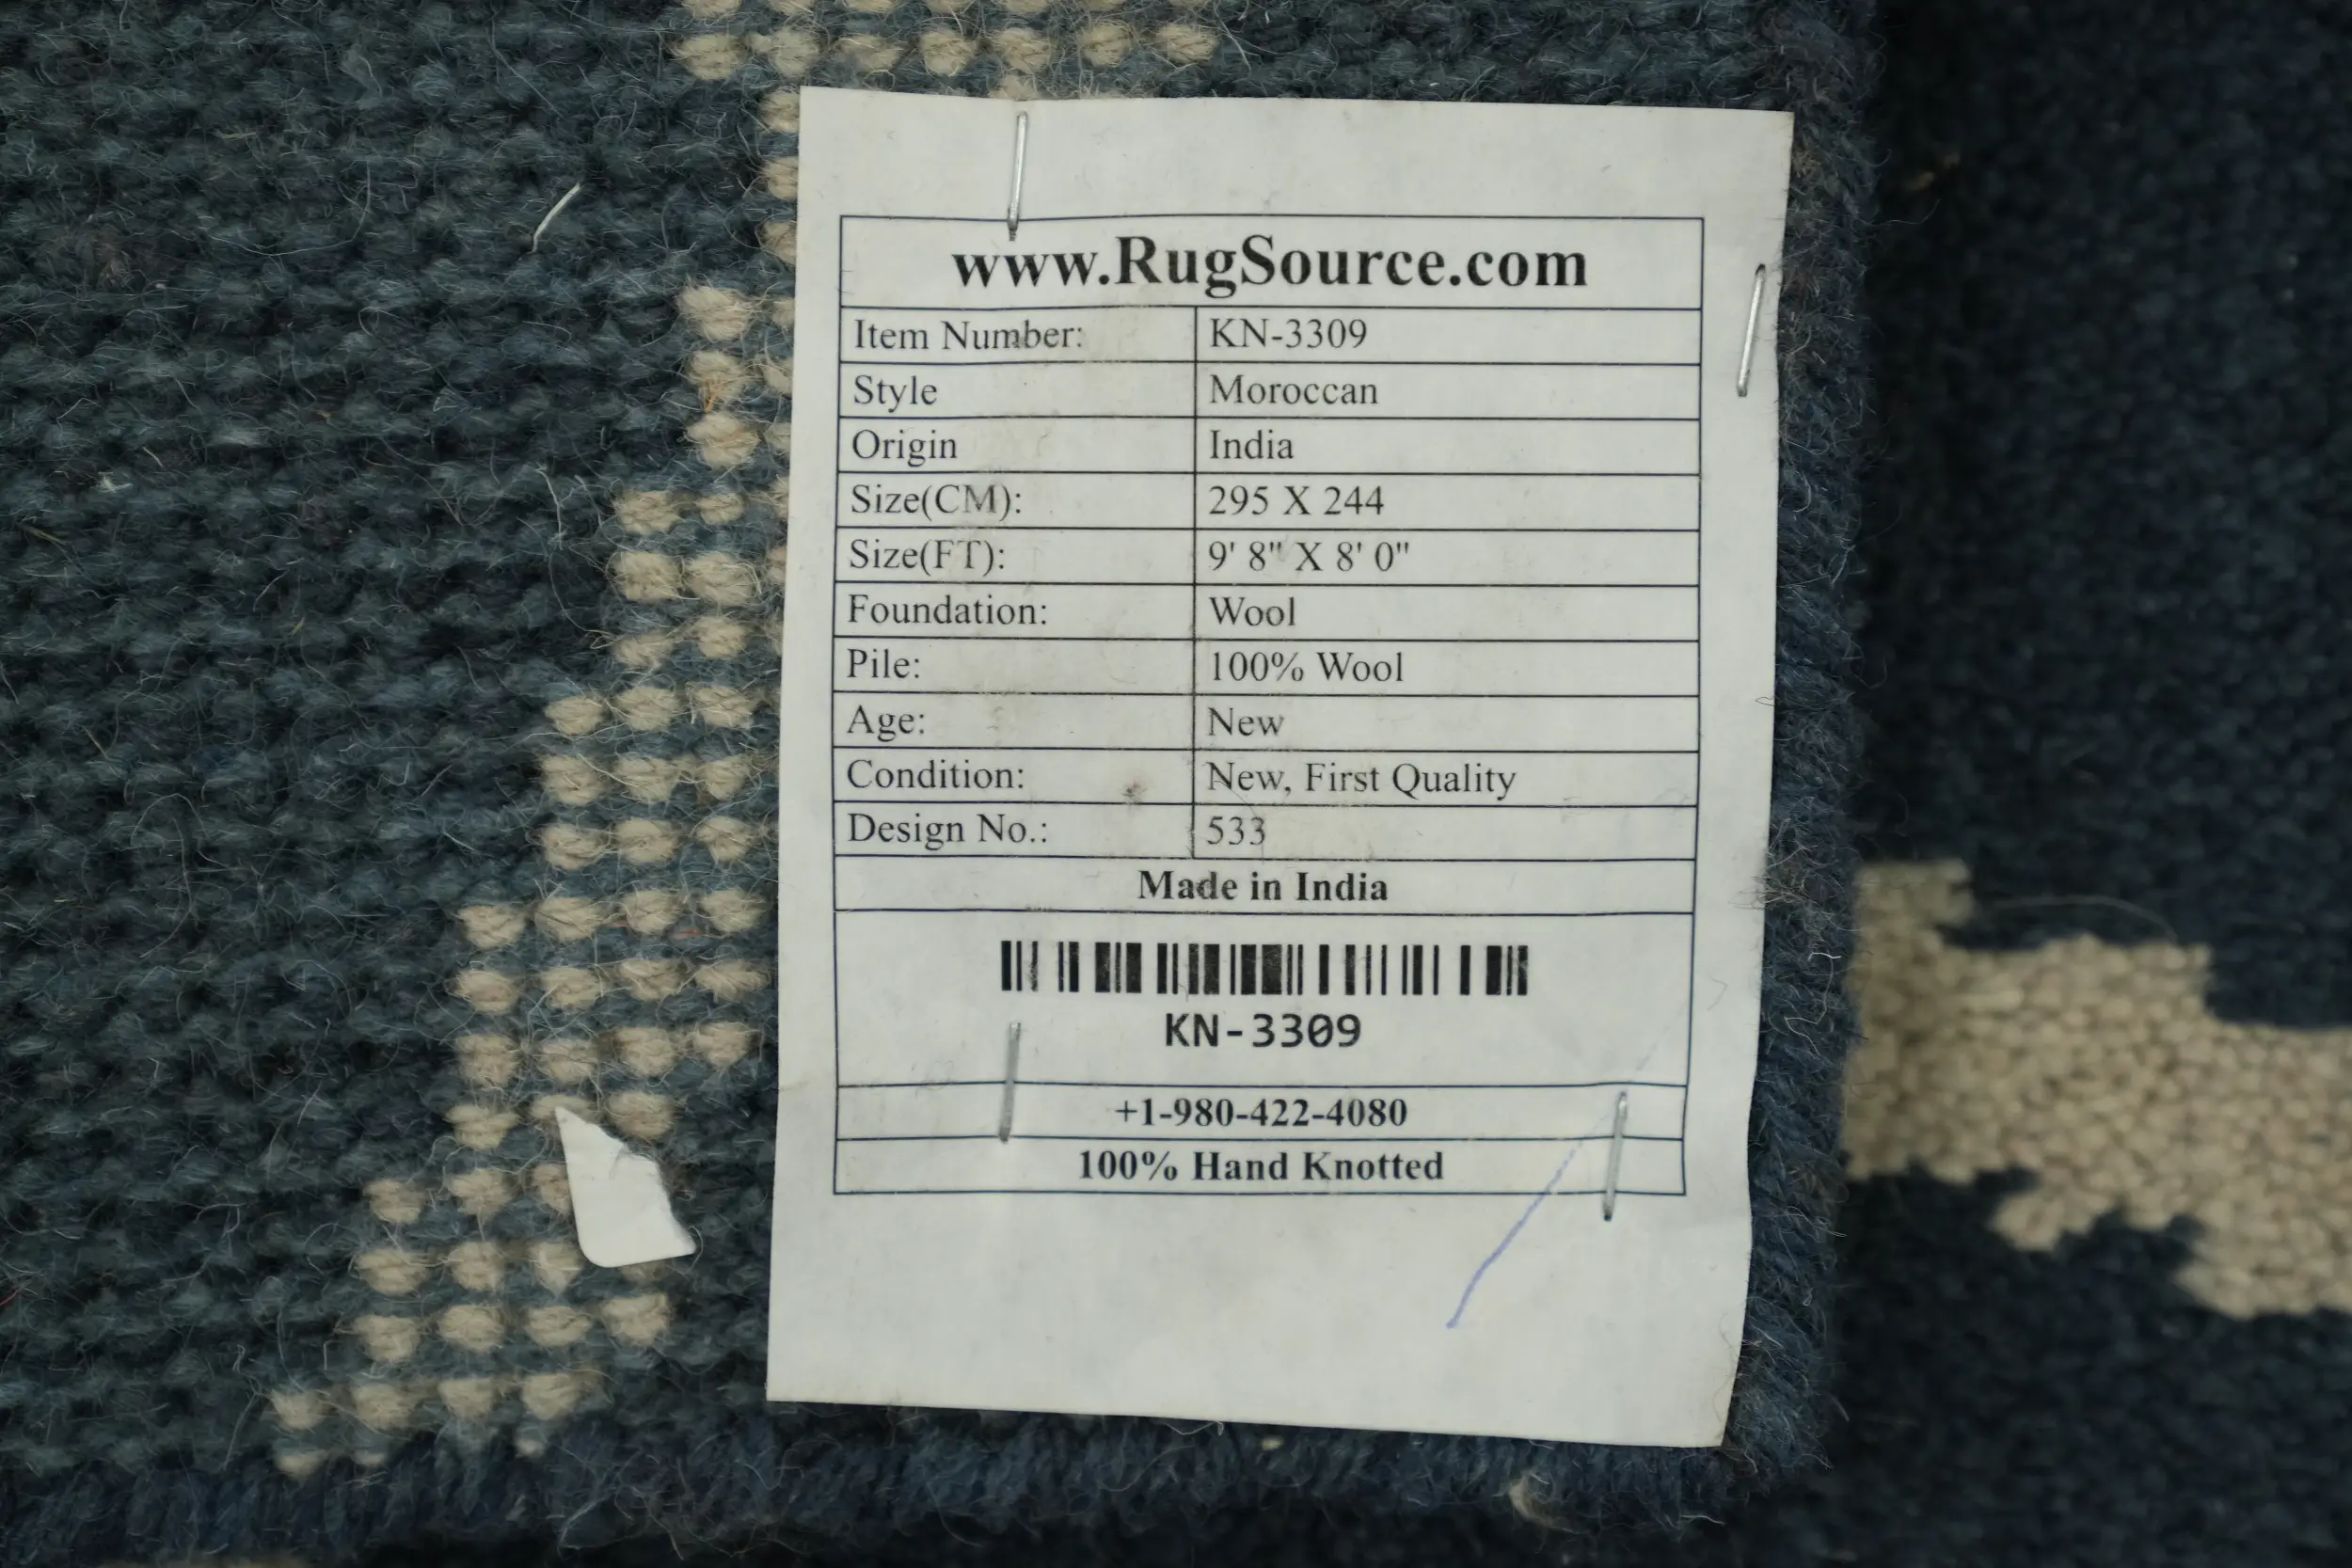 www.RugSource.com
Item Number: KN-3309
Style Moroccan
Origin India
Size(CM): 295 X 244
Size(FT): 9' 8" X 8' 0"
Foundation: Wool
Pile: 100% Wool
Age: New
Condition: New, First Quality
Design No.: 533
Made in India
KN-3309
+1-980-422-4080
100% Hand Knotted